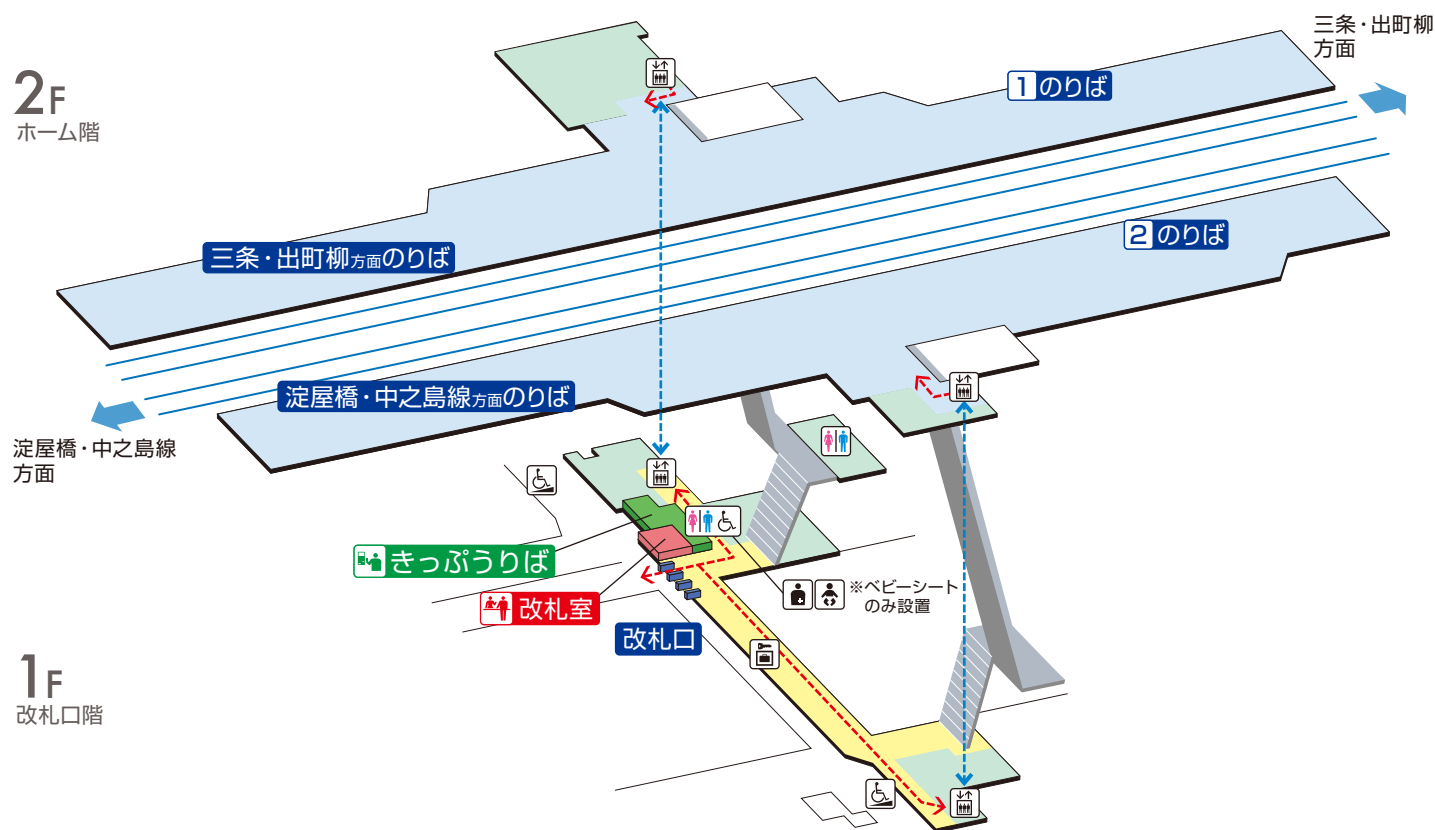 三条・出町柳
方面
2F
ホーム階
1 のりば
2 のりば
三条・出町柳方面のりば
淀屋橋・中之島線方面のりば
淀屋橋・中之島線
方面
きっぷうりば
改札室
※ベビーシート
のみ設置
改札口
1F
改札口階